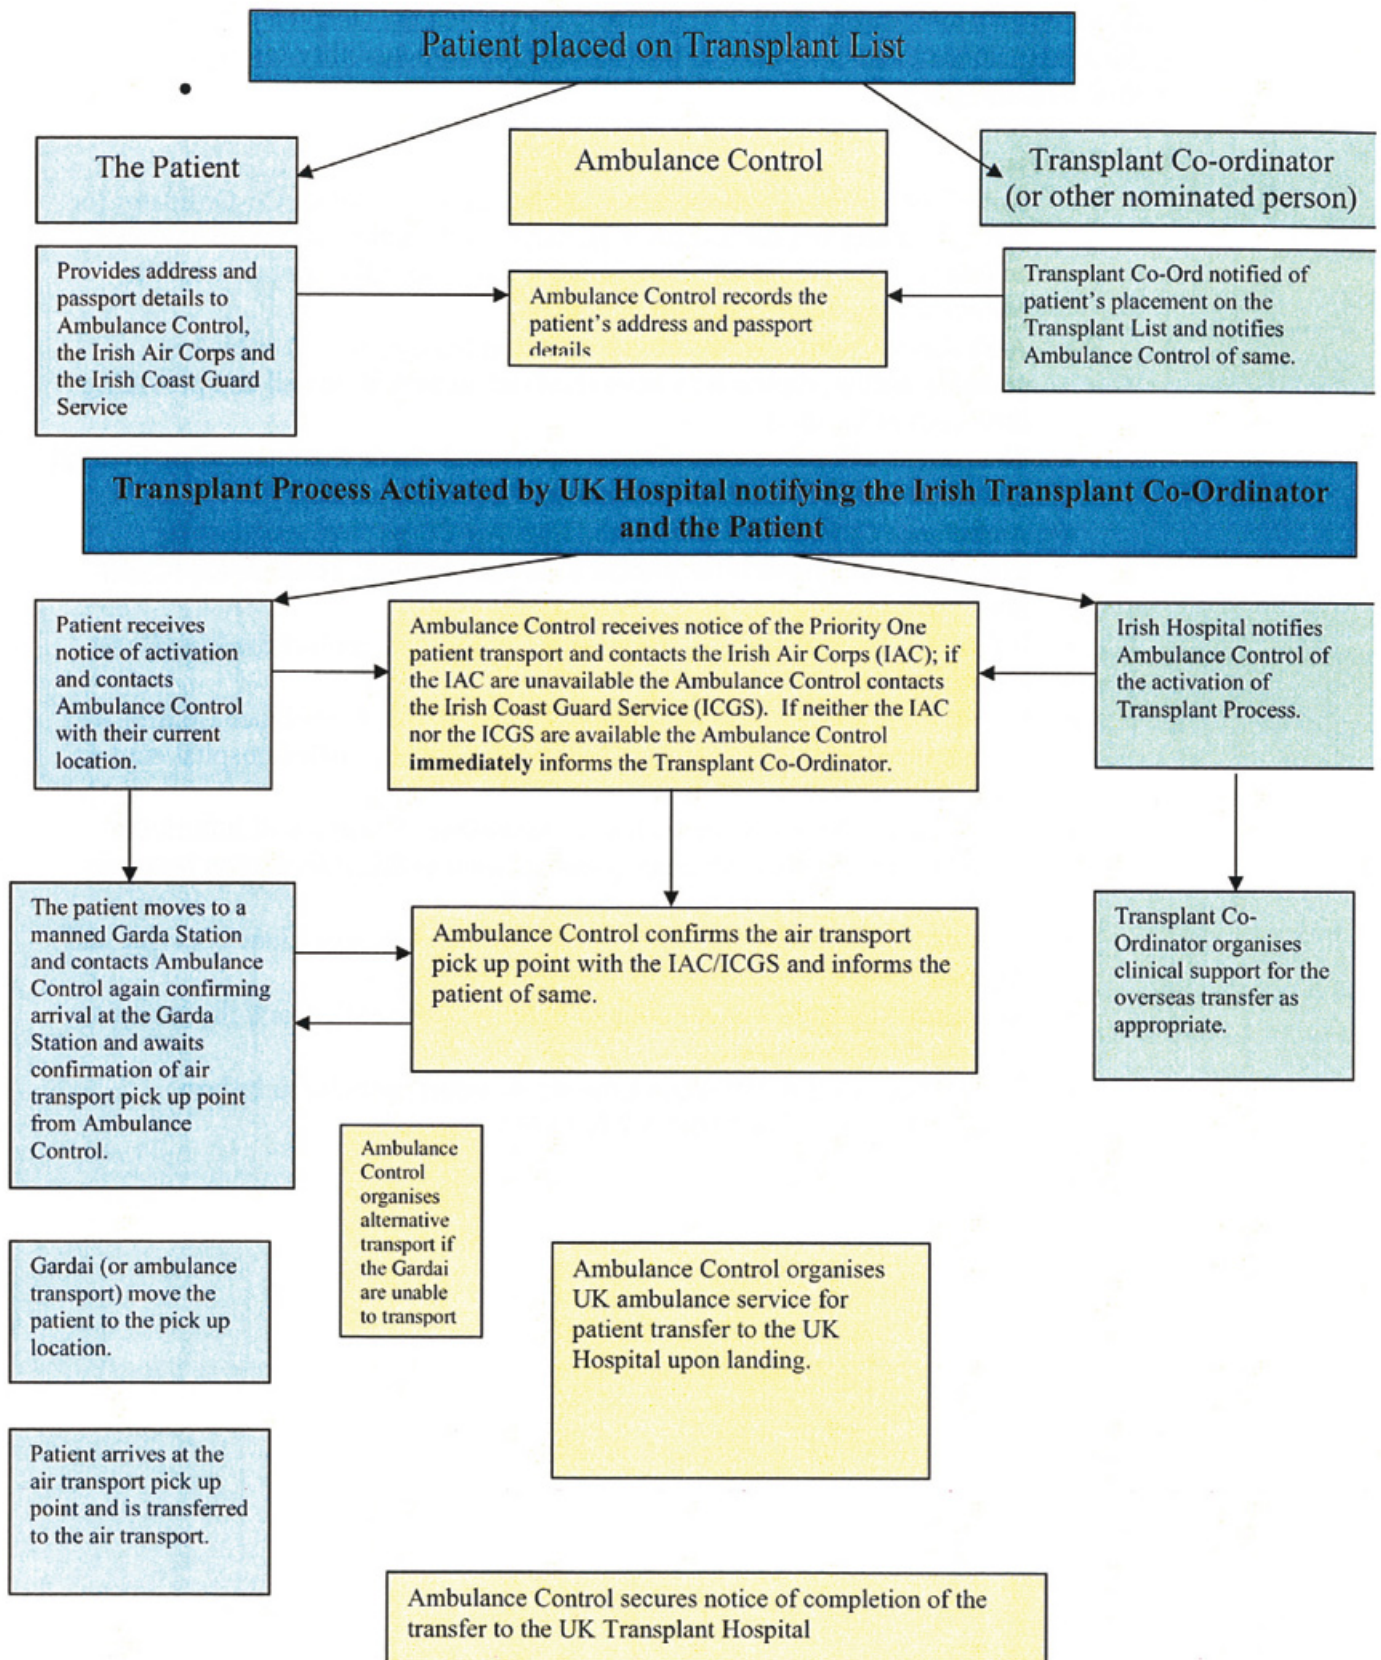 Patient placed on Transplant List
The Patient
Ambulance Control
Transplant Co-ordinator
(or other nominated person)
Provides address and
passport details to
Ambulance Control,
the Irish Air Corps and
the Irish Coast Guard
Service
Ambulance Control records the
patient's address and passport
details
Transplant Co-Ord notified of
patient's placement on the
Transplant List and notifies
Ambulance Control of same.
Transplant Process Activated by UK Hospital notifying the Irish Transplant Co-Ordinator
and the Patient
Patient receives
notice of activation
and contacts
Ambulance Control
with their current
location.
Ambulance Control receives notice of the Priority One
patient transport and contacts the Irish Air Corps (IAC); if
the IAC are unavailable the Ambulance Control contacts
the Irish Coast Guard Service (ICGS). If neither the IAC
nor the ICGS are available the Ambulance Control
immediately informs the Transplant Co-Ordinator.
Irish Hospital notifies
Ambulance Control of
the activation of
Transplant Process.
The patient moves to a
manned Garda Station
and contacts Ambulance
Control again confirming
arrival at the Garda
Station and awaits
confirmation of air
transport pick up point
from Ambulance
Control.
Ambulance Control confirms the air transport
pick up point with the IAC/ICGS and informs the
patient of same.
Transplant Co-
Ordinator organises
clinical support for the
overseas transfer as
appropriate.
Ambulance
Control
organises
alternative
transport if
the Gardai
are unable
to transport
Gardai (or ambulance
transport) move the
patient to the pick up
location.
Ambulance Control organises
UK ambulance service for
patient transfer to the UK
Hospital upon landing.
Patient arrives at the
air transport pick up
point and is transferred
to the air transport.
Ambulance Control secures notice of completion of the
transfer to the UK Transplant Hospital